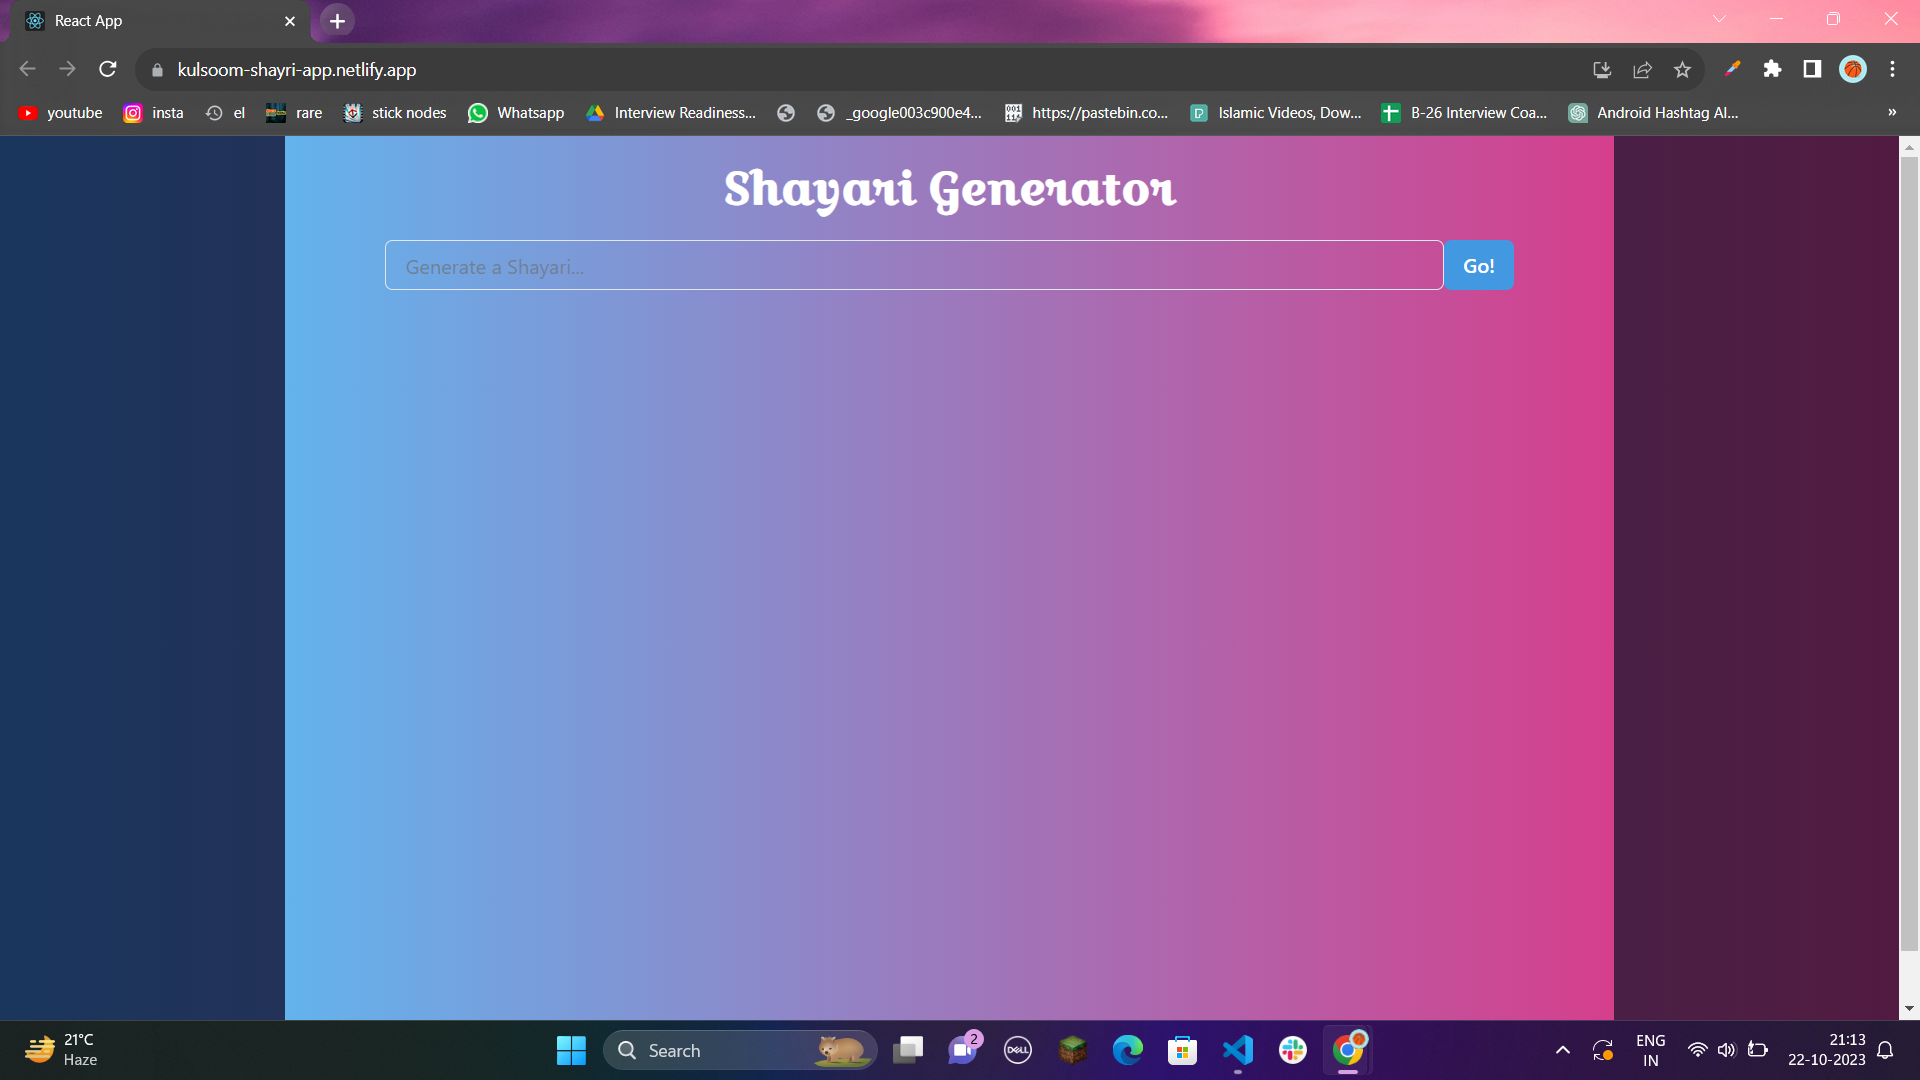 React App
kulsoom-shayri-app.netlify.app
youtube insta el rare stick nodes Whatsapp Interview Readiness... _google003c900e4... https://pastebin.co... Islamic Videos, Dow... B-26 Interview Coa... Android Hashtag Al... »
Shayari Generator
Generate a Shayari... Go!
21°C
Haze
Search
2
DELL
ENG
IN
21:13
22-10-2023